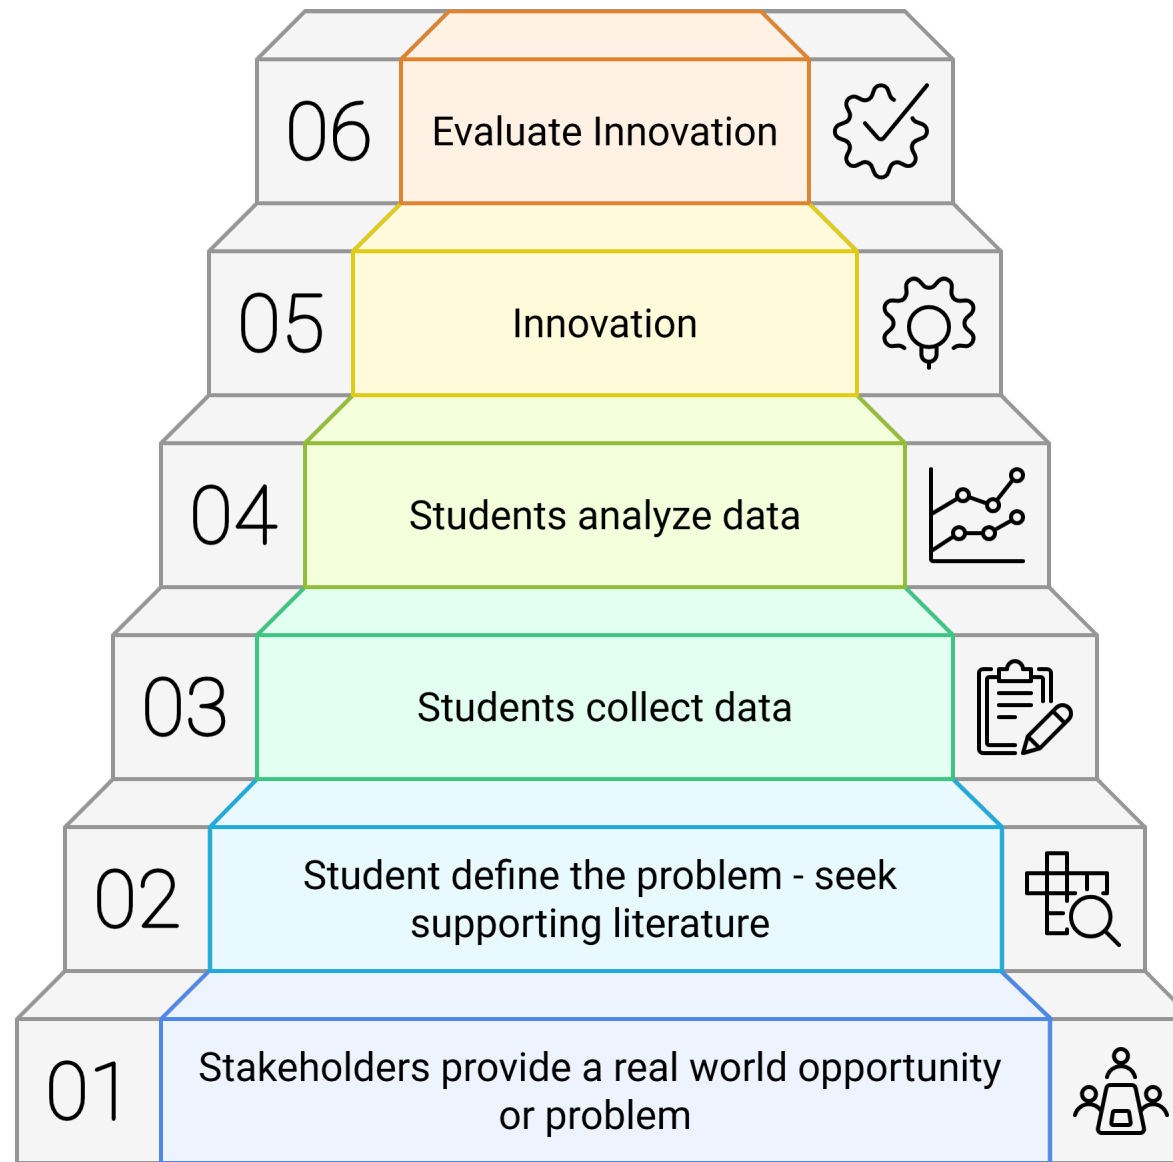 06
Evaluate Innovation
05
Innovation
04
Students analyze data
03
Students collect data
02
Student define the problem - seek
supporting literature
01
Stakeholders provide a real world opportunity
or problem